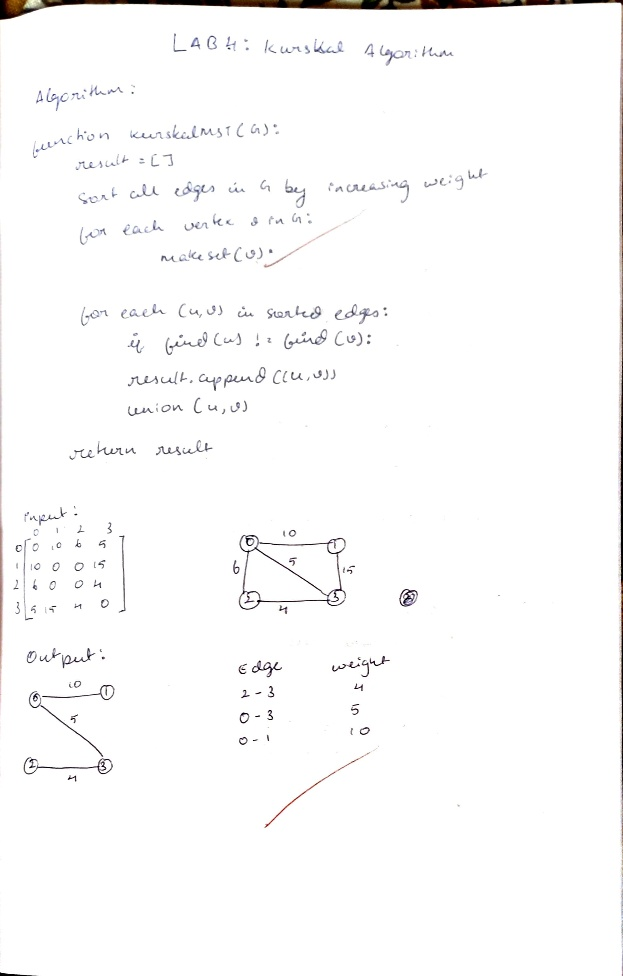 LAB 4: Kurskal Algorithm
Algorithm:
function kurskalMST(G):
result = []
Sort all edges in G by increasing weight
for each vertex v in G:
makeset(v).
for each (u,v) in sorted edges:
if find(u) != find(v):
result.append((u,v))
union (u,v)
return result
Input:
0 1 2 3
0 0 10 6 5
1 10 0 0 15
2 6 0 0 4
3 5 15 4 0
0 10 1
6 5 15
2 4 3
Output:
0 10 1
5
2 4 3
Edge weight
2-3 4
0-3 5
0-1 10